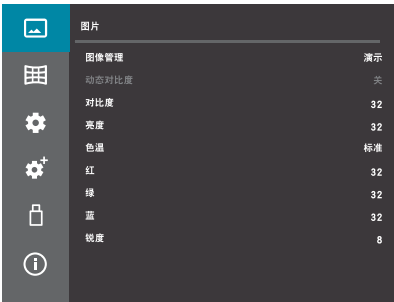 图片
图像管理 演示
动态对比度 关
对比度 32
亮度 32
色温 标准
红 32
绿 32
蓝 32
锐度 8